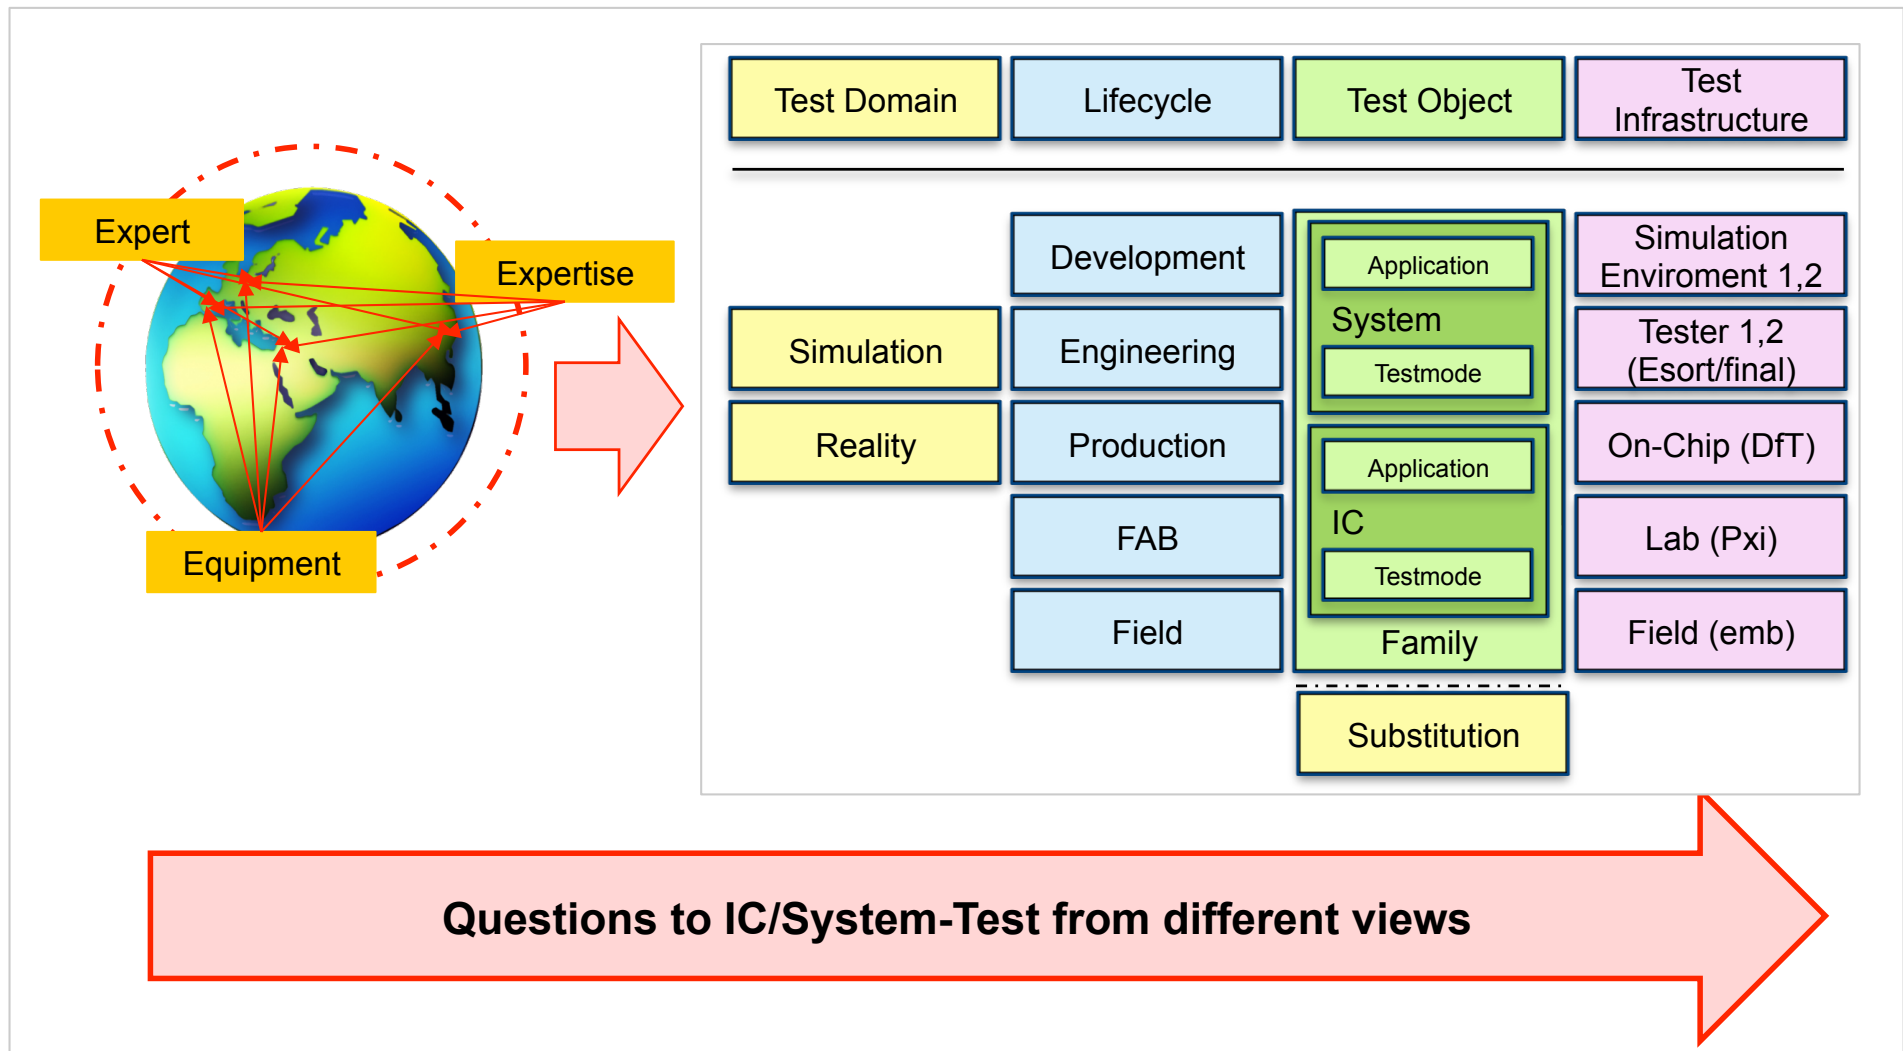 Test Domain
Lifecycle
Test Object
Test
Infrastructure
Expert
Expertise
Equipment
Simulation
Reality
Development
Engineering
Production
FAB
Field
Application
System
Testmode
Application
IC
Testmode
Family
Substitution
Simulation
Enviroment 1,2
Tester 1,2
(Esort/final)
On-Chip (DfT)
Lab (Pxi)
Field (emb)
Questions to IC/System-Test from different views